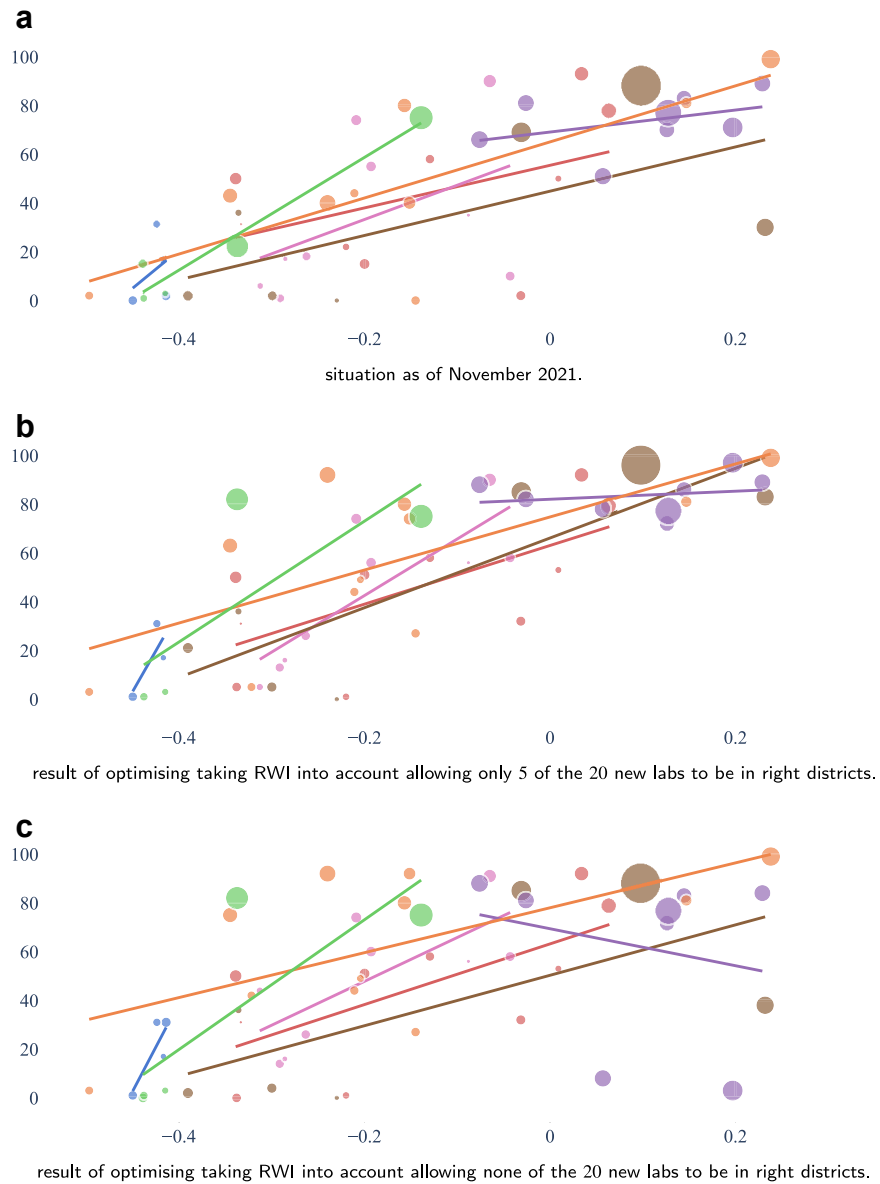 a
100
80
60
40
20
0
−0.4 −0.2 0 0.2
situation as of November 2021.
b
100
80
60
40
20
0
−0.4 −0.2 0 0.2
result of optimising taking RWI into account allowing only 5 of the 20 new labs to be in right districts.
c
100
80
60
40
20
0
−0.4 −0.2 0 0.2
result of optimising taking RWI into account allowing none of the 20 new labs to be in right districts.